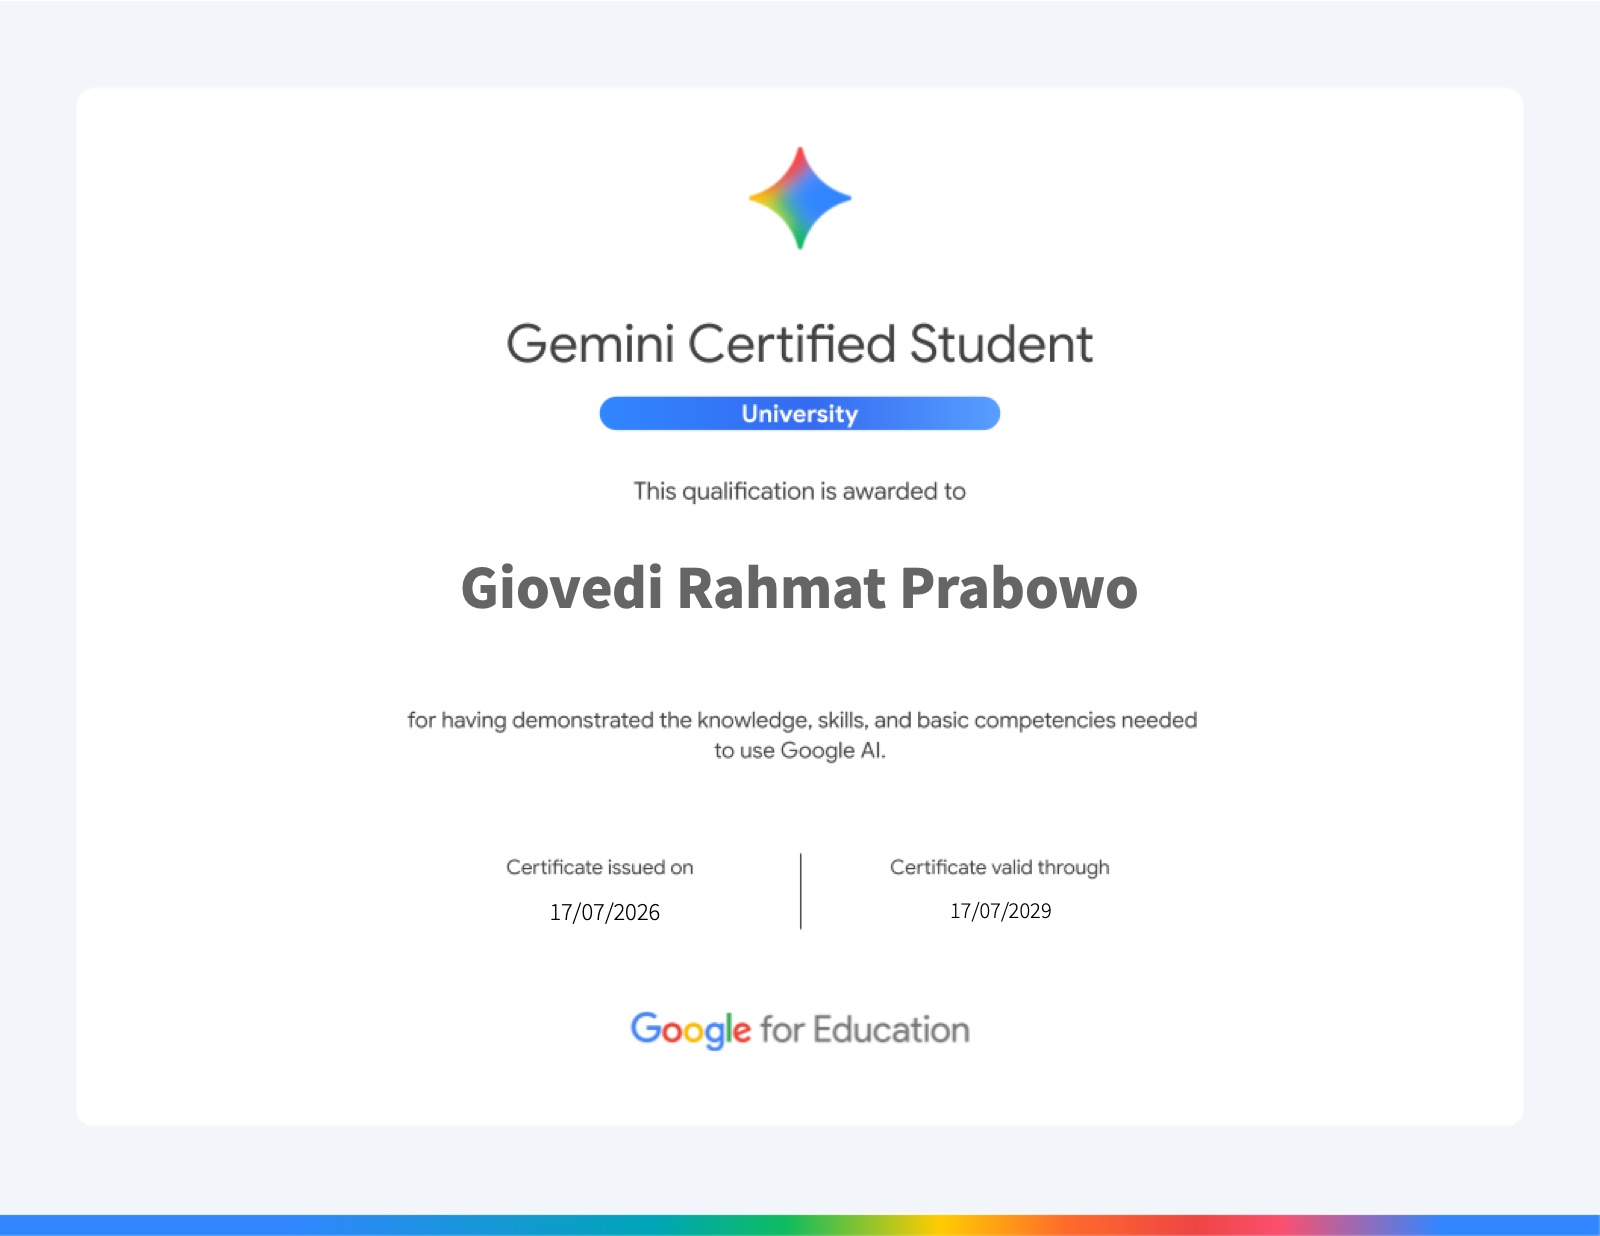 Gemini Certified Student
University
This qualification is awarded to
Giovedi Rahmat Prabowo
for having demonstrated the knowledge, skills, and basic competencies needed
to use Google AI.
Certificate issued on
17/07/2026
Certificate valid through
17/07/2029
Google for Education